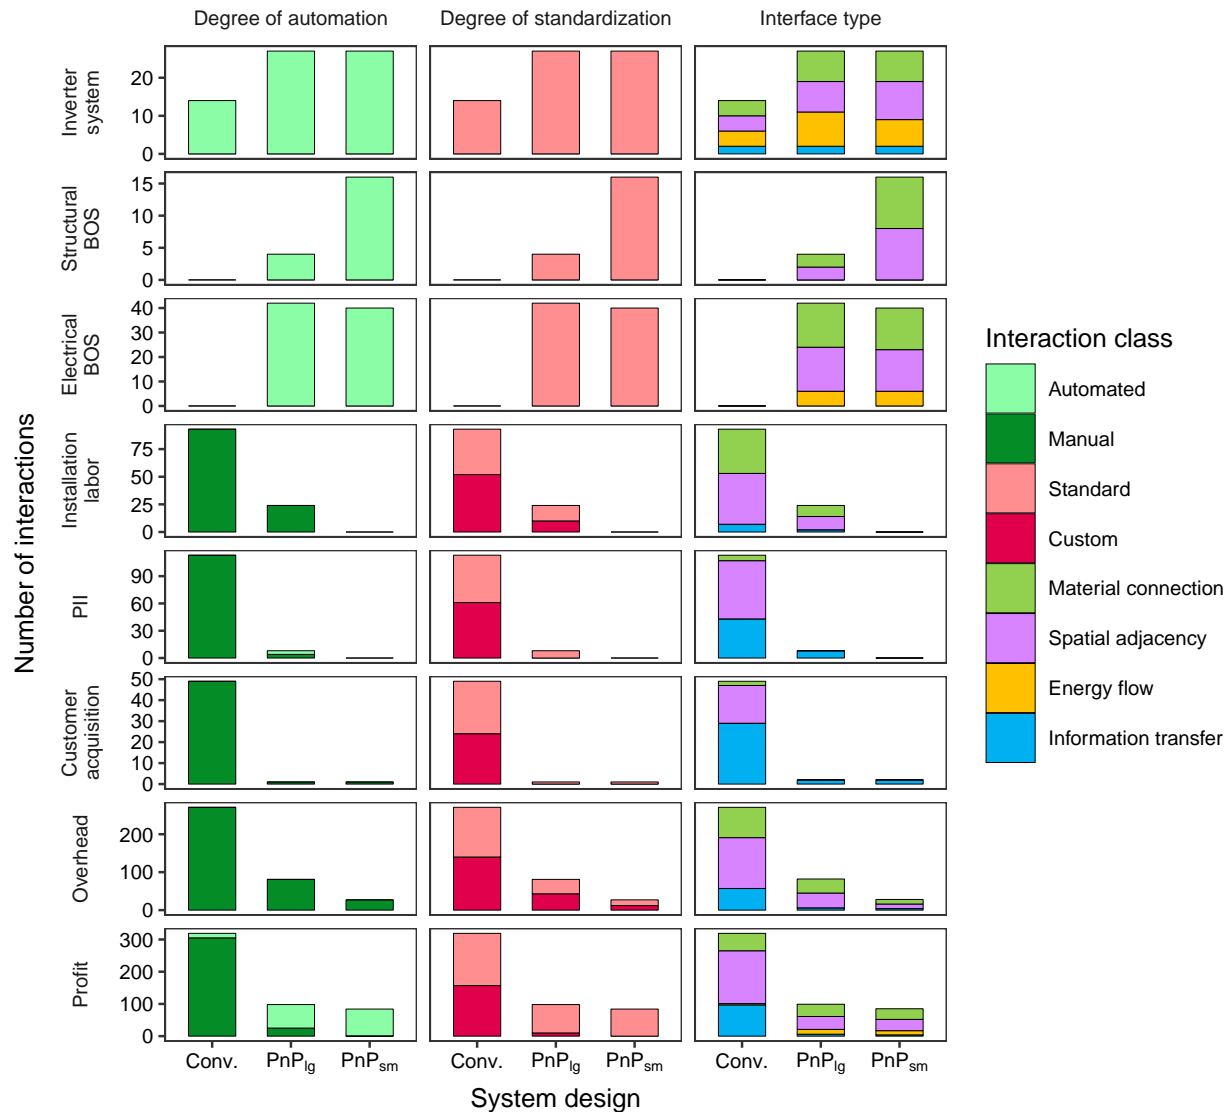 Degree of automation
Degree of standardization
Interface type
Number of interactions
Inverter
system
20
10
0
Structural
BOS
15
10
5
0
Electrical
BOS
40
30
20
10
0
Installation
labor
75
50
25
0
PII
90
60
30
0
Customer
acquisition
50
40
30
20
10
0
Overhead
200
100
0
Profit
300
200
100
0
Conv. PnPlg PnPsm
Conv. PnPlg PnPsm
Conv. PnPlg PnPsm
System design
Interaction class
Automated
Manual
Standard
Custom
Material connection
Spatial adjacency
Energy flow
Information transfer